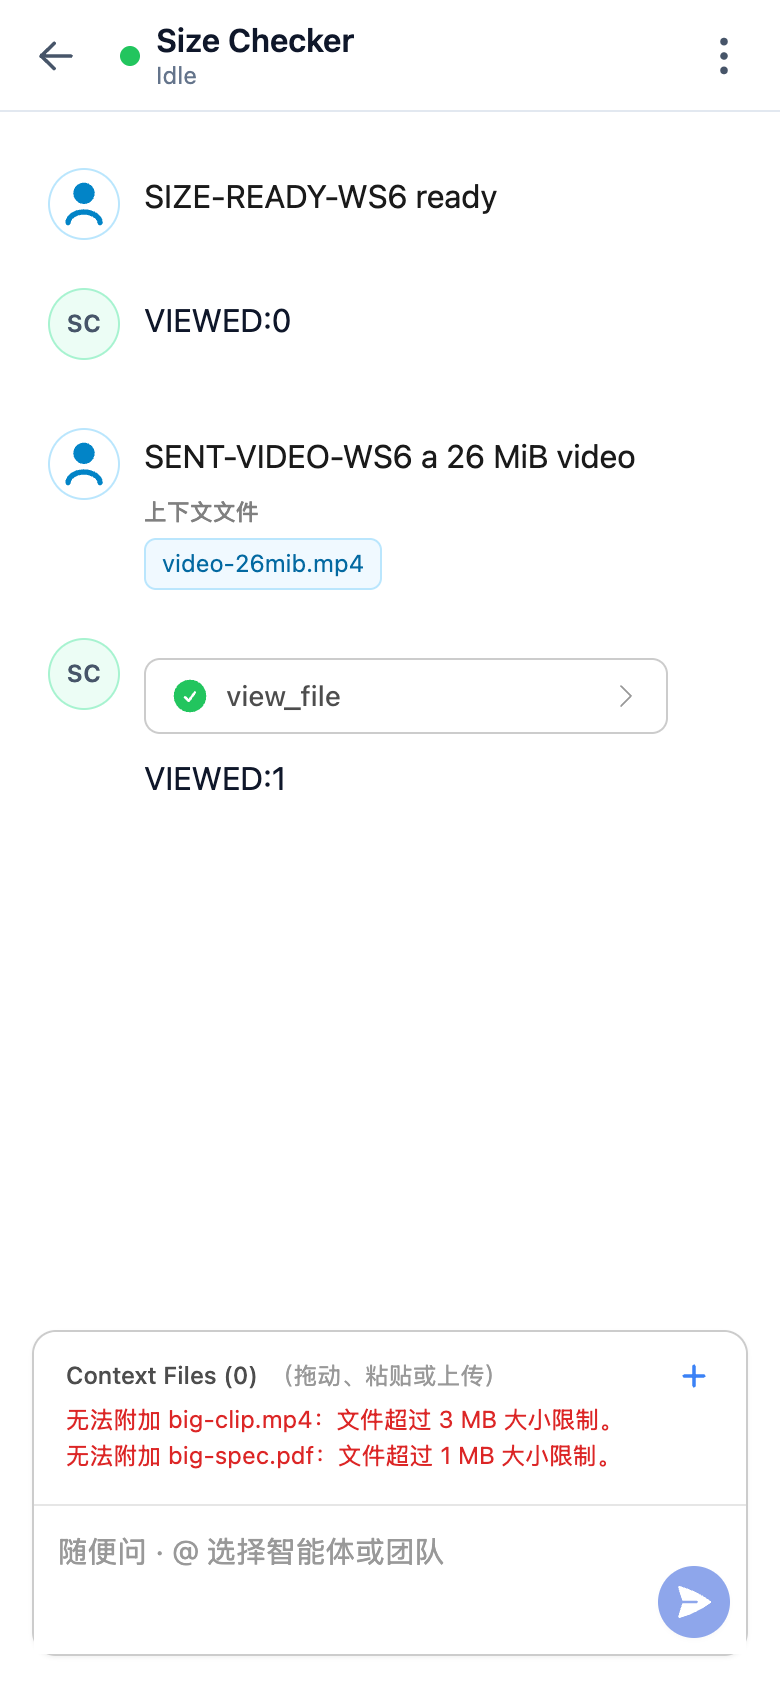 Size Checker
Idle
SIZE-READY-WS6 ready
SC
VIEWED:0
SENT-VIDEO-WS6 a 26 MiB video
上下文文件
video-26mib.mp4
SC
view_file
VIEWED:1
Context Files (0) （拖动、粘贴或上传）
无法附加 big-clip.mp4：文件超过 3 MB 大小限制。
无法附加 big-spec.pdf：文件超过 1 MB 大小限制。
随便问 · @ 选择智能体或团队